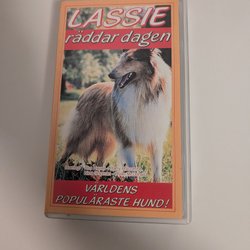 LASSIE
räddar dagen
VÄRLDENS
POPULÄRASTE HUND!